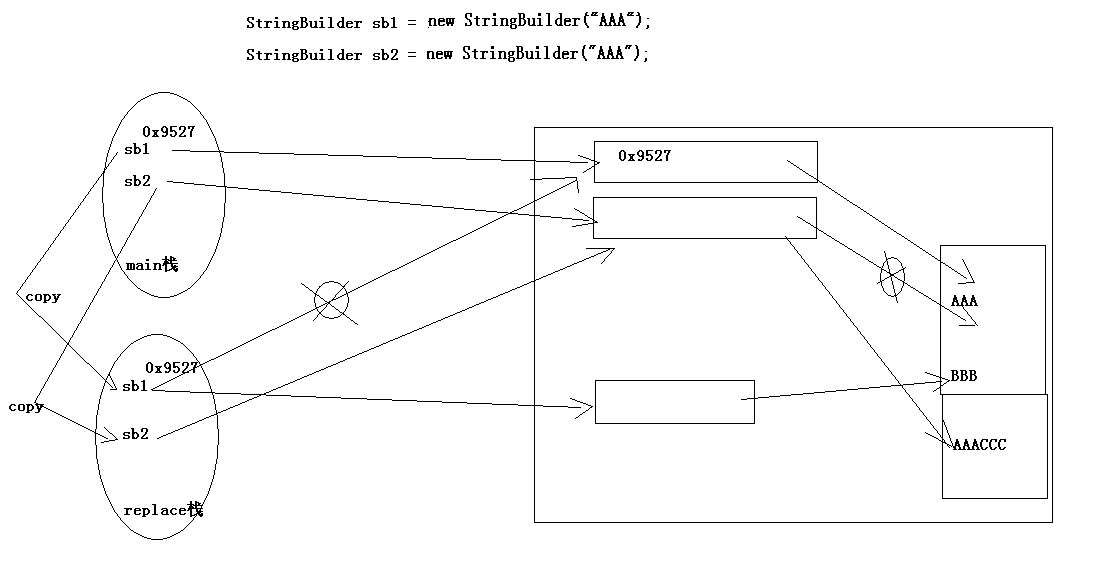 StringBuilder sb1 = new StringBuilder("AAA");
StringBuilder sb2 = new StringBuilder("AAA");
0x9527
sb1
sb2
main栈
copy
0x9527
sb1
copy
sb2
replace栈
0x9527
AAA
BBB
AAACCC